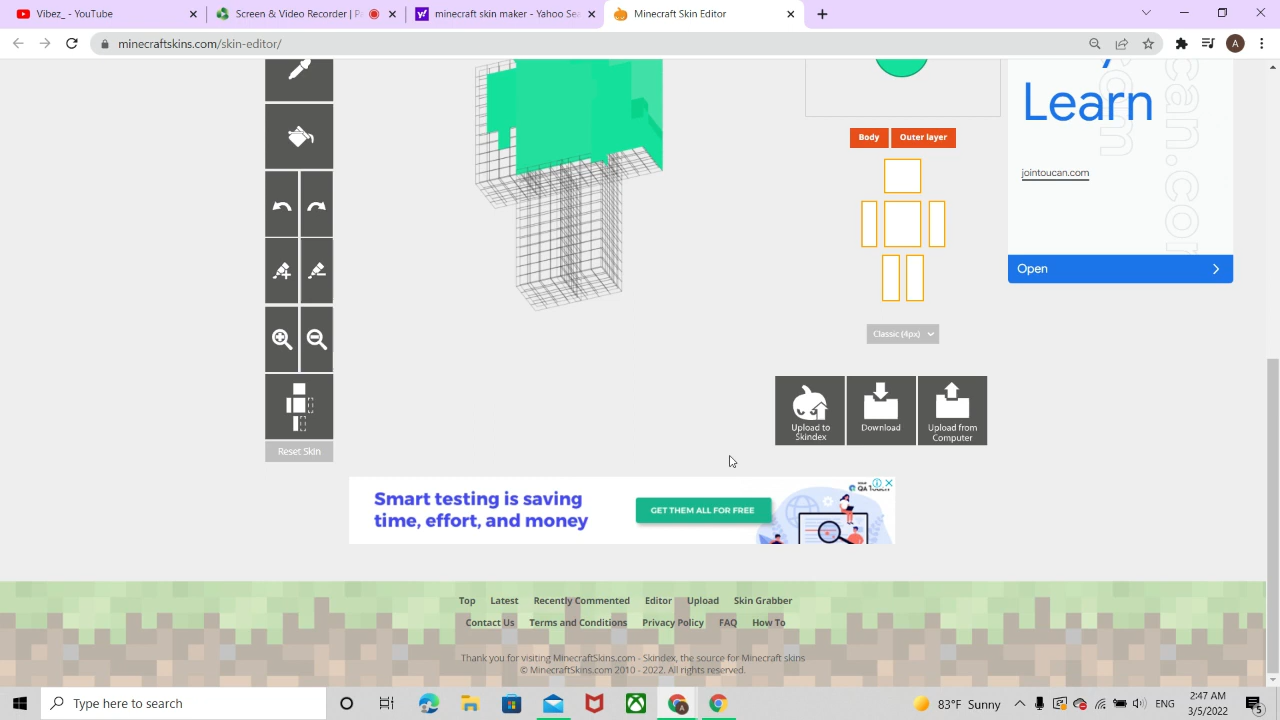 Vibez_ - YouTube
Screen & Webcam Recorder | P
minecraft skin maker - Yahoo Se
Skin editor | Minecraft Skins
minecraftskins.com/skin-editor/
A
Learn
jointoucan.com
Open
Body
Outer layer
Classic (4px)
Upload to
Skindex
Download
Upload from
Computer
Reset Skin
Smart testing is saving
time, effort, and money
GET THEM ALL FOR FREE
Top Latest Recently Commented Editor Upload Skin Grabber
Contact Us Terms and Conditions Privacy Policy FAQ How To
Thank you for visiting MinecraftSkins.com - Skindex, the source for Minecraft skins
© MinecraftSkins.com 2010 - 2022. All rights reserved.
Type here to search
83°F Sunny
ENG
2:47 AM
3/5/2022
5